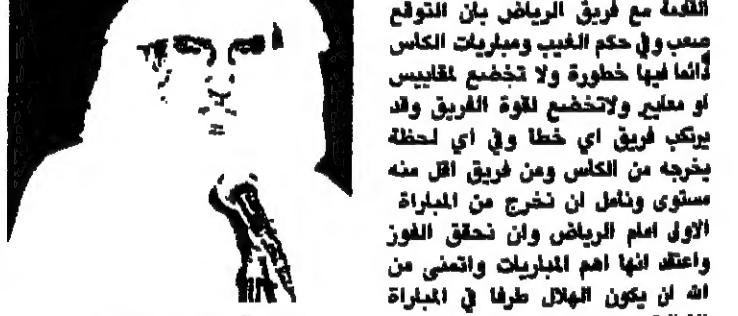 القادمة مع فريق الرياض بان التوقع
صعب وفي حكم الغيب ومباريات الكاس
دائما فيها خطورة ولا تخضع لمقاييس
او معايير ولاتخضع لقوة الفريق وقد
يرتكب فريق اي خطا وفي أي لحظة
يخرجه من الكاس ومن فريق اقل منه
مستوى ونامل ان نخرج من المباراة
الاولى امام الرياض وان نحقق الفوز
واعتقد انها اهم المباريات واتمنى من
الله ان يكون الهلال طرفا في المباراة